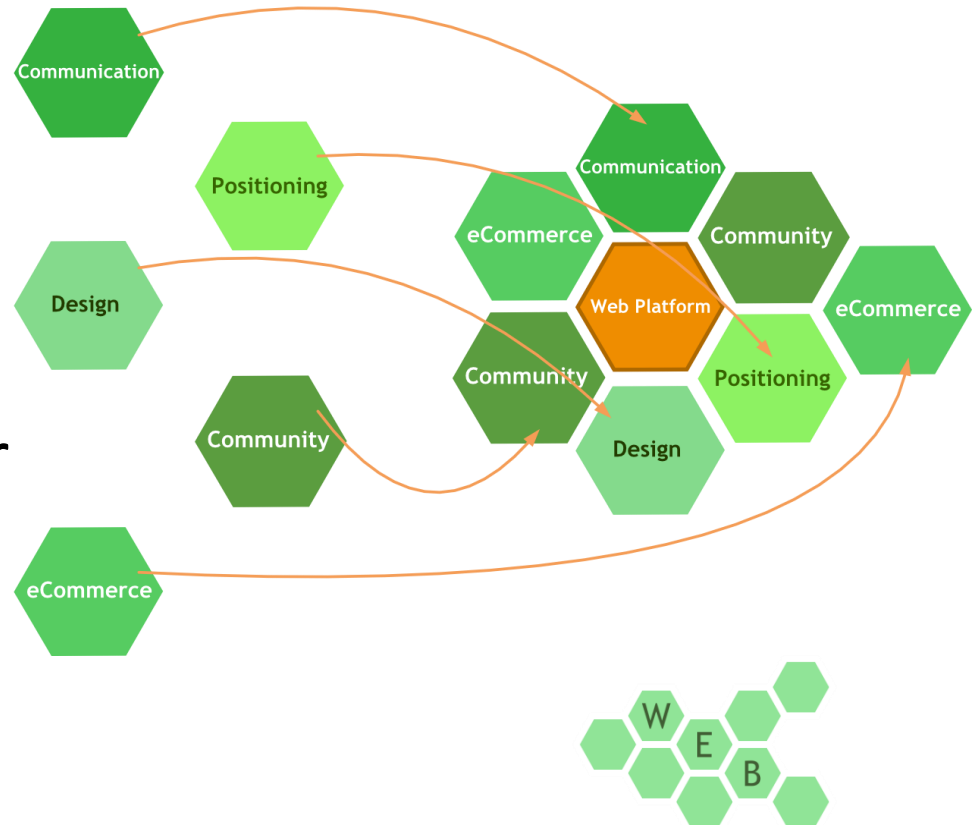 Communication
Communication
Positioning
eCommerce
Community
Design
Web Platform
eCommerce
Community
Positioning
Community
Design
eCommerce
W
E
B